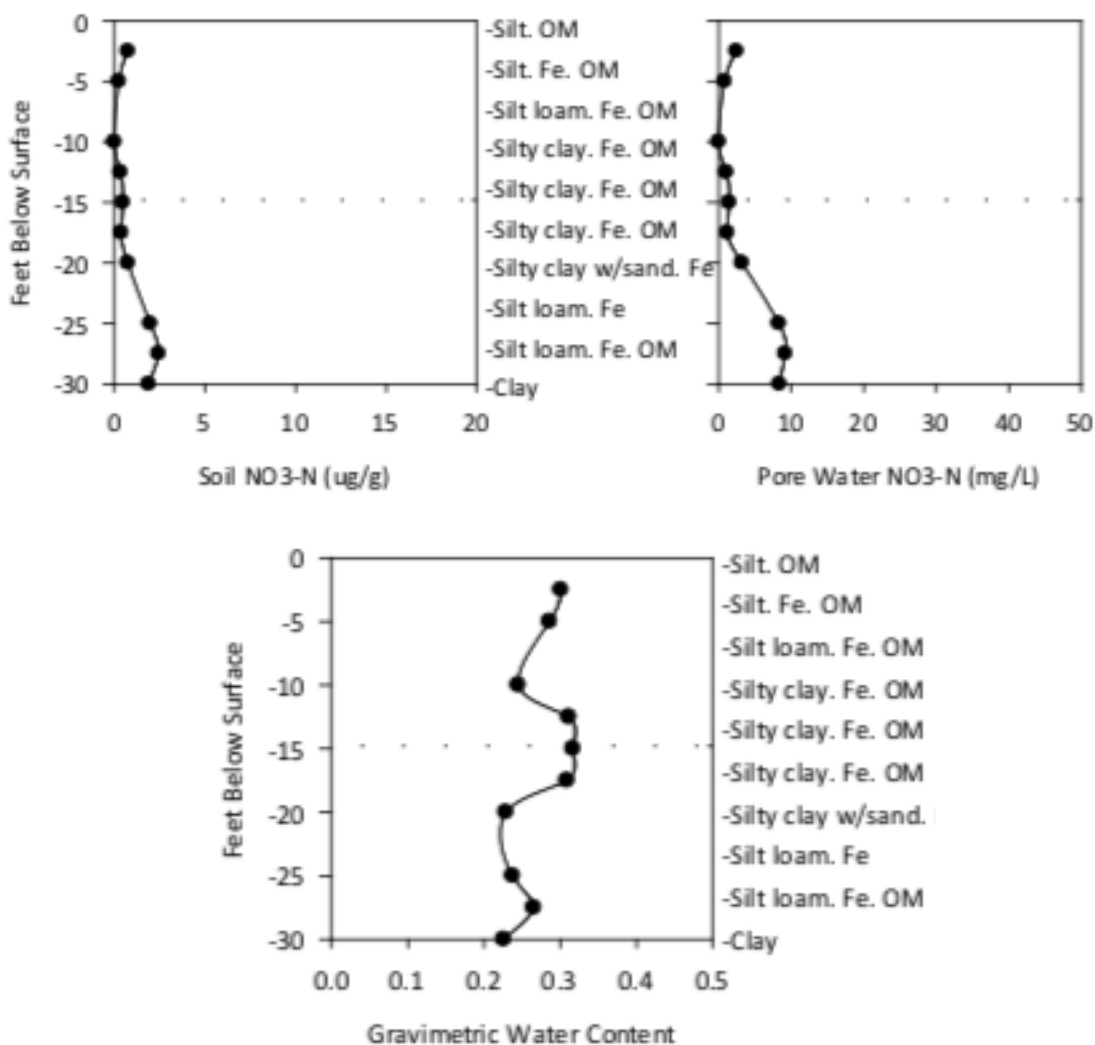 0
-5
-10
-15
-20
-25
-30
Feet Below Surface
-Silt. OM
-Silt. Fe. OM
-Silt loam. Fe. OM
-Silty clay. Fe. OM
-Silty clay. Fe. OM
-Silty clay. Fe. OM
-Silty clay w/sand. Fe
-Silt loam. Fe
-Silt loam. Fe. OM
-Clay
0 5 10 15 20
Soil NO3-N (ug/g)
0 10 20 30 40 50
Pore Water NO3-N (mg/L)
0
-5
-10
-15
-20
-25
-30
Feet Below Surface
-Silt. OM
-Silt. Fe. OM
-Silt loam. Fe. OM
-Silty clay. Fe. OM
-Silty clay. Fe. OM
-Silty clay. Fe. OM
-Silty clay w/sand.
-Silt loam. Fe
-Silt loam. Fe. OM
-Clay
0.0 0.1 0.2 0.3 0.4 0.5
Gravimetric Water Content